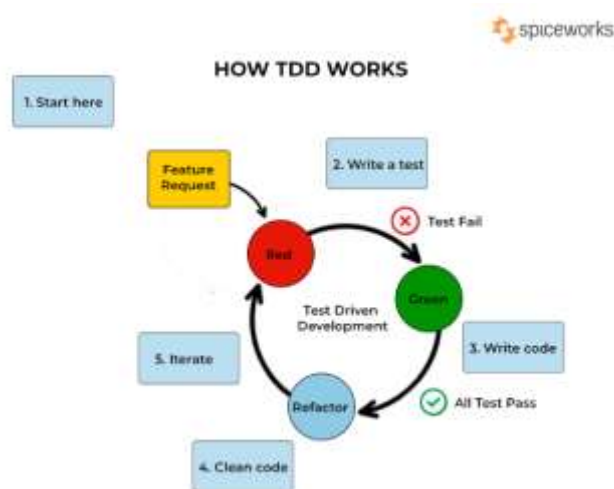 spiceworks
HOW TDD WORKS
1. Start here
Feature
Request
2. Write a test
Test Fail
Red
Green
Test Driven
Development
3. Write code
5. Iterate
Refactor
All Test Pass
4. Clean code